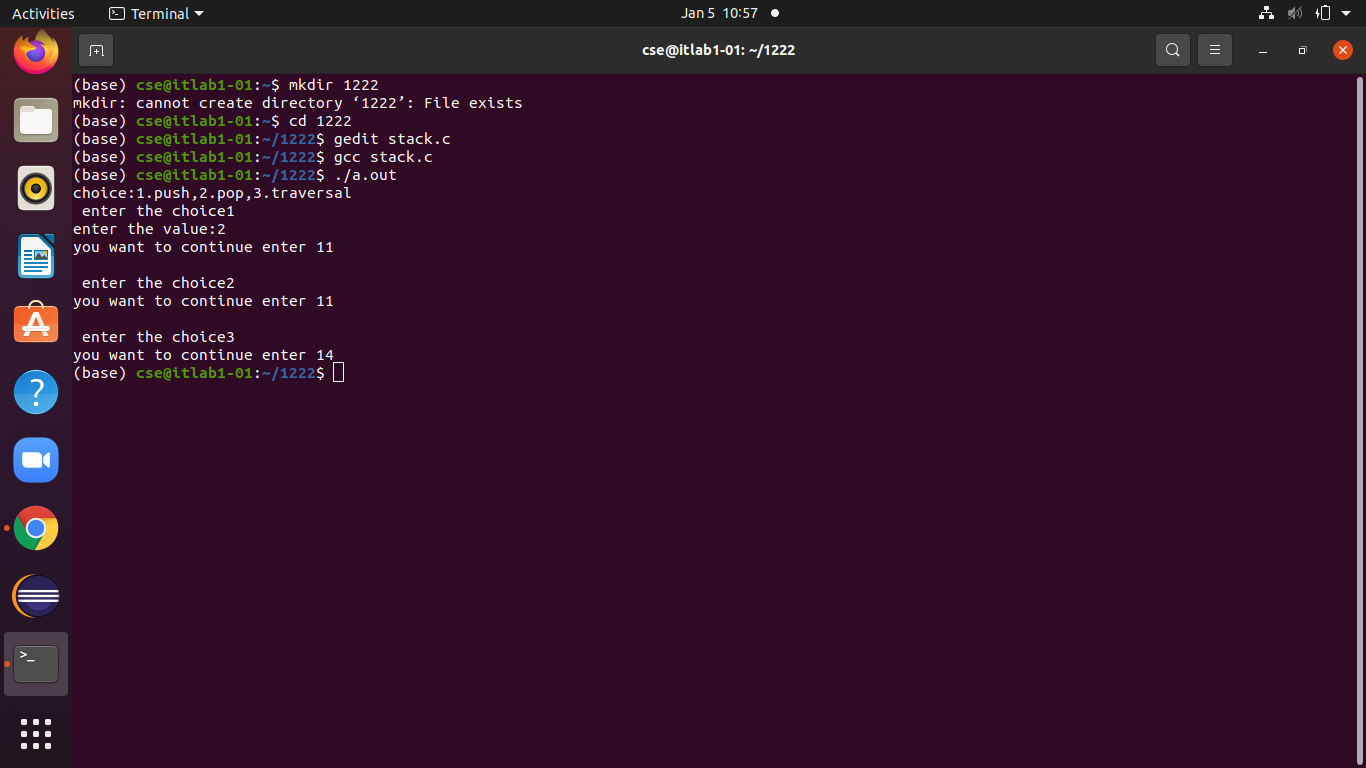 Activities Terminal Jan 5 10:57
cse@itlab1-01: ~/1222
(base) cse@itlab1-01:~$ mkdir 1222
mkdir: cannot create directory ‘1222’: File exists
(base) cse@itlab1-01:~$ cd 1222
(base) cse@itlab1-01:~/1222$ gedit stack.c
(base) cse@itlab1-01:~/1222$ gcc stack.c
(base) cse@itlab1-01:~/1222$ ./a.out
choice:1.push,2.pop,3.traversal
 enter the choice1
enter the value:2
you want to continue enter 11
 enter the choice2
you want to continue enter 11
 enter the choice3
you want to continue enter 14
(base) cse@itlab1-01:~/1222$